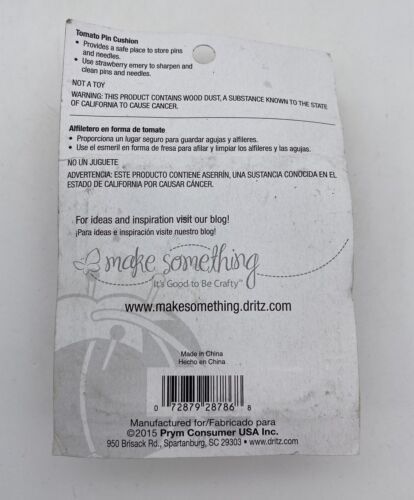 Tomato Pin Cushion
• Provides a safe place to store pins
and needles.
• Use strawberry emery to sharpen and
clean pins and needles.
NOT A TOY
WARNING: THIS PRODUCT CONTAINS WOOD DUST, A SUBSTANCE KNOWN TO THE STATE
OF CALIFORNIA TO CAUSE CANCER.
Alfiletero en forma de tomate
• Proporciona un lugar seguro para guardar agujas y alfileres.
• Use el esmeril en forma de fresa para afilar y limpiar los alfileres y las agujas.
NO UN JUGUETE
ADVERTENCIA: ESTE PRODUCTO CONTIENE ASERRÍN, UNA SUSTANCIA CONOCIDA EN EL
ESTADO DE CALIFORNIA POR CAUSAR CÁNCER.
For ideas and inspiration visit our blog!
¡Para ideas e inspiración visite nuestro blog!
make something
It's Good to Be Crafty™
www.makesomething.dritz.com
Made in China
Hecho en China
0 72879 28786 8
Manufactured for/Fabricado para
©2015 Prym Consumer USA Inc.
950 Brisack Rd., Spartanburg, SC 29303 • www.dritz.com